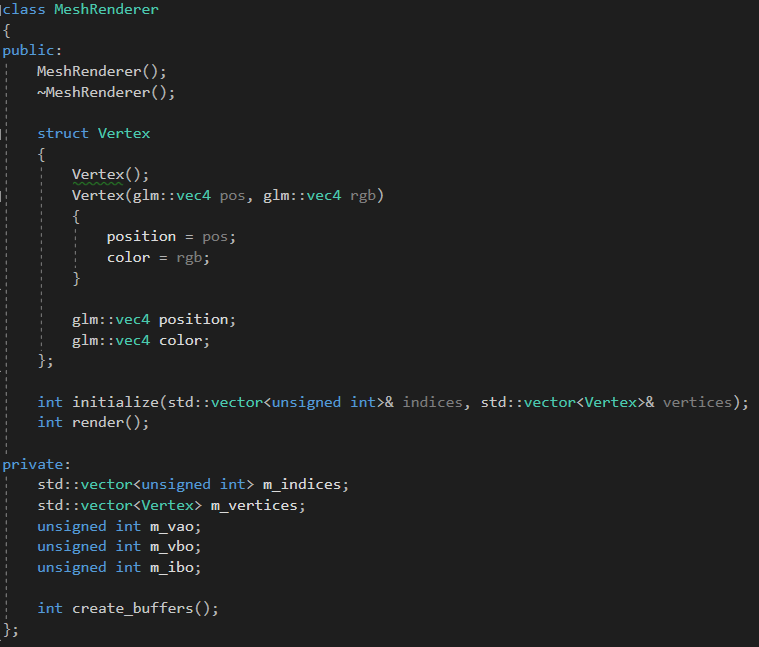 class MeshRenderer
{
public:
    MeshRenderer();
    ~MeshRenderer();

    struct Vertex
    {
        Vertex();
        Vertex(glm::vec4 pos, glm::vec4 rgb)
        {
            position = pos;
            color = rgb;
        }

        glm::vec4 position;
        glm::vec4 color;
    };

    int initialize(std::vector<unsigned int>& indices, std::vector<Vertex>& vertices);
    int render();

private:
    std::vector<unsigned int> m_indices;
    std::vector<Vertex> m_vertices;
    unsigned int m_vao;
    unsigned int m_vbo;
    unsigned int m_ibo;

    int create_buffers();
};